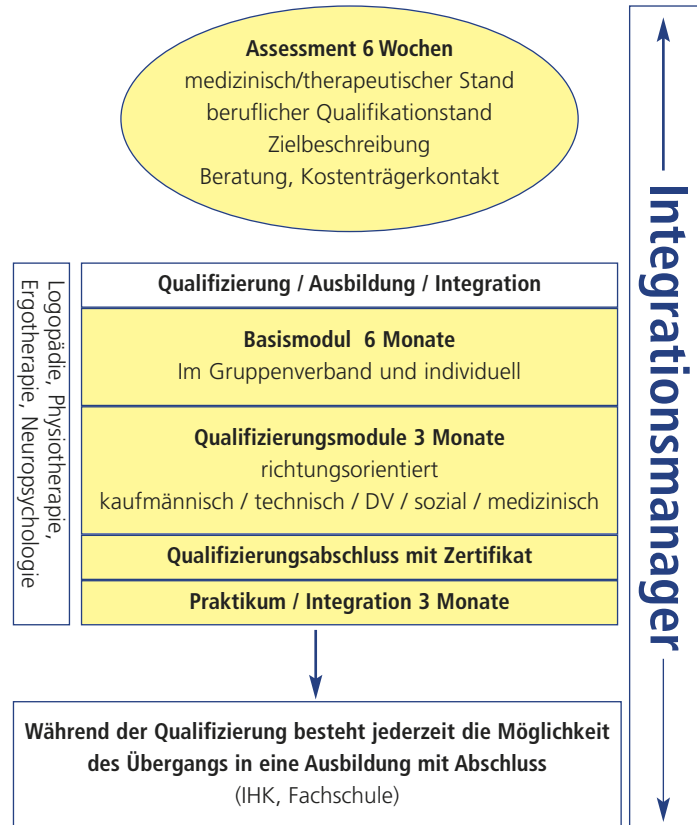 Assessment 6 Wochen
medizinisch/therapeutischer Stand
beruflicher Qualifikationstand
Zielbeschreibung
Beratung, Kostenträgerkontakt
Integrationsmanager
Logopädie, Physiotherapie,
Ergotherapie, Neuropsychologie
Qualifizierung / Ausbildung / Integration
Basismodul 6 Monate
Im Gruppenverband und individuell
Qualifizierungsmodule 3 Monate
richtungsorientiert
kaufmännisch / technisch / DV / sozial / medizinisch
Qualifizierungsabschluss mit Zertifikat
Praktikum / Integration 3 Monate
Während der Qualifizierung besteht jederzeit die Möglichkeit
des Übergangs in eine Ausbildung mit Abschluss
(IHK, Fachschule)